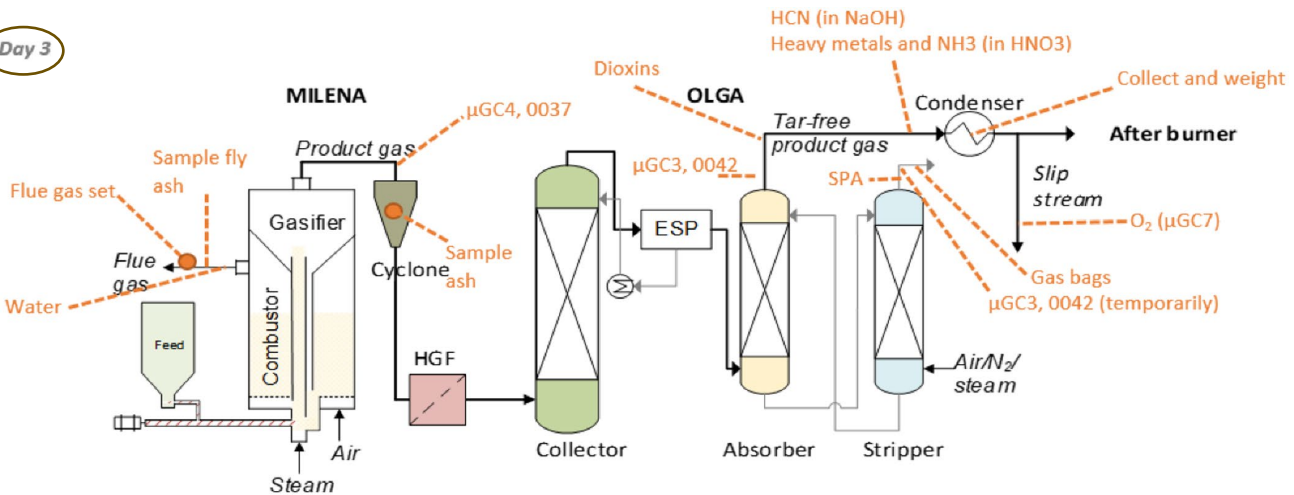 Day 3
HCN (in NaOH)
Heavy metals and NH3 (in HNO3)
Dioxins
Collect and weight
MILENA
OLGA
Condenser
µGC4, 0037
Tar-free
product gas
After burner
Product gas
Sample fly
ash
µGC3, 0042
SPA
Slip
stream
Flue gas set
Gasifier
O₂ (µGC7)
ESP
Flue
gas
Cyclone
Sample
ash
Gas bags
µGC3, 0042 (temporarily)
Water
M
Combustor
Feed
HGF
Air/N₂/
steam
Air
Collector
Absorber
Stripper
Steam